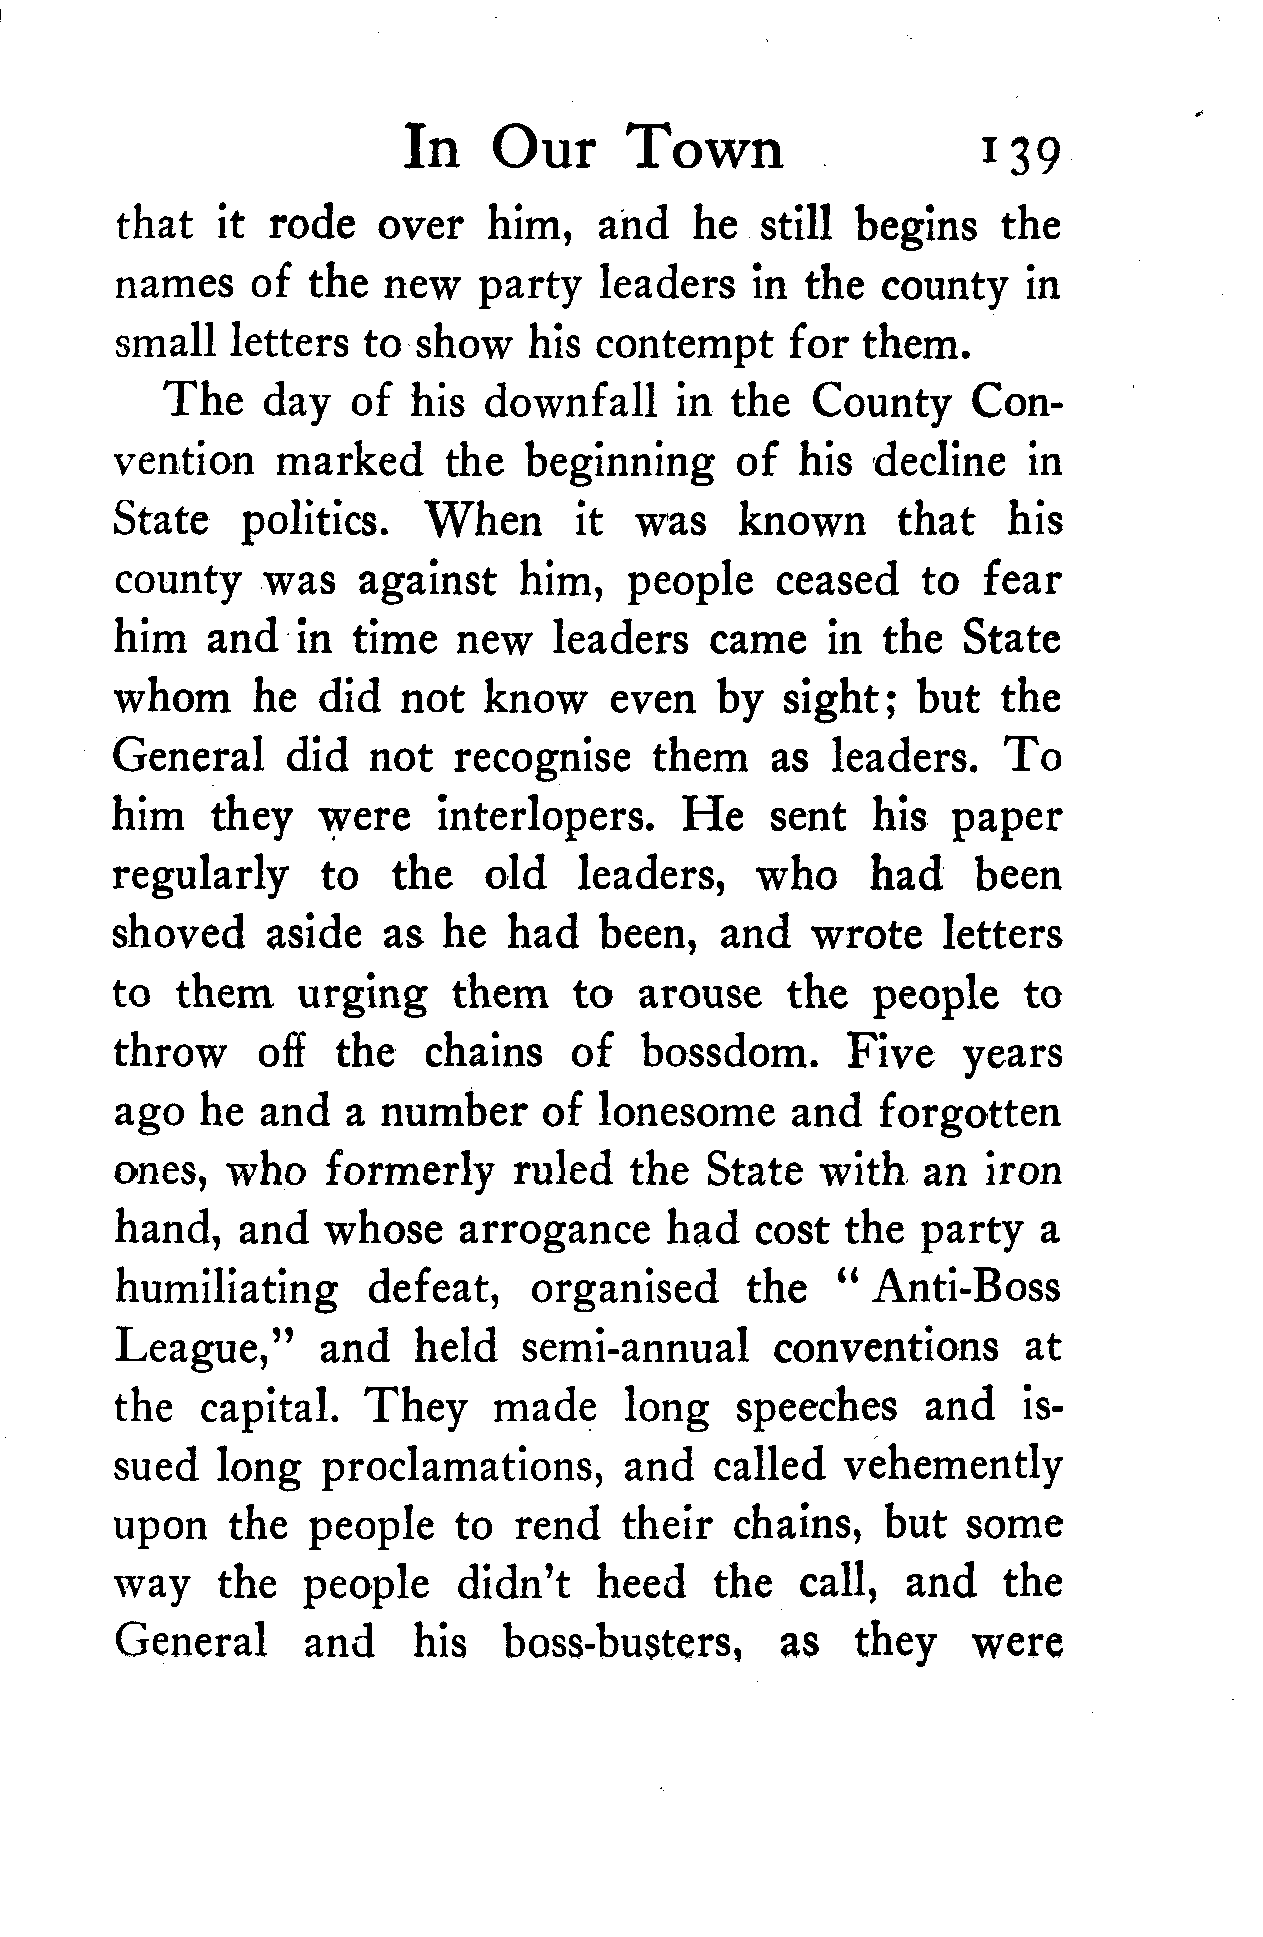 In Our Town 139
that it rode over him, and he still begins the
names of the new party leaders in the county in
small letters to show his contempt for them.
The day of his downfall in the County Con-
vention marked the beginning of his decline in
State politics. When it was known that his
county was against him, people ceased to fear
him and in time new leaders came in the State
whom he did not know even by sight; but the
General did not recognise them as leaders. To
him they were interlopers. He sent his paper
regularly to the old leaders, who had been
shoved aside as he had been, and wrote letters
to them urging them to arouse the people to
throw off the chains of bossdom. Five years
ago he and a number of lonesome and forgotten
ones, who formerly ruled the State with an iron
hand, and whose arrogance had cost the party a
humiliating defeat, organised the “ Anti-Boss
League,” and held semi-annual conventions at
the capital. They made long speeches and is-
sued long proclamations, and called vehemently
upon the people to rend their chains, but some
way the people didn’t heed the call, and the
General and his boss-busters, as they were